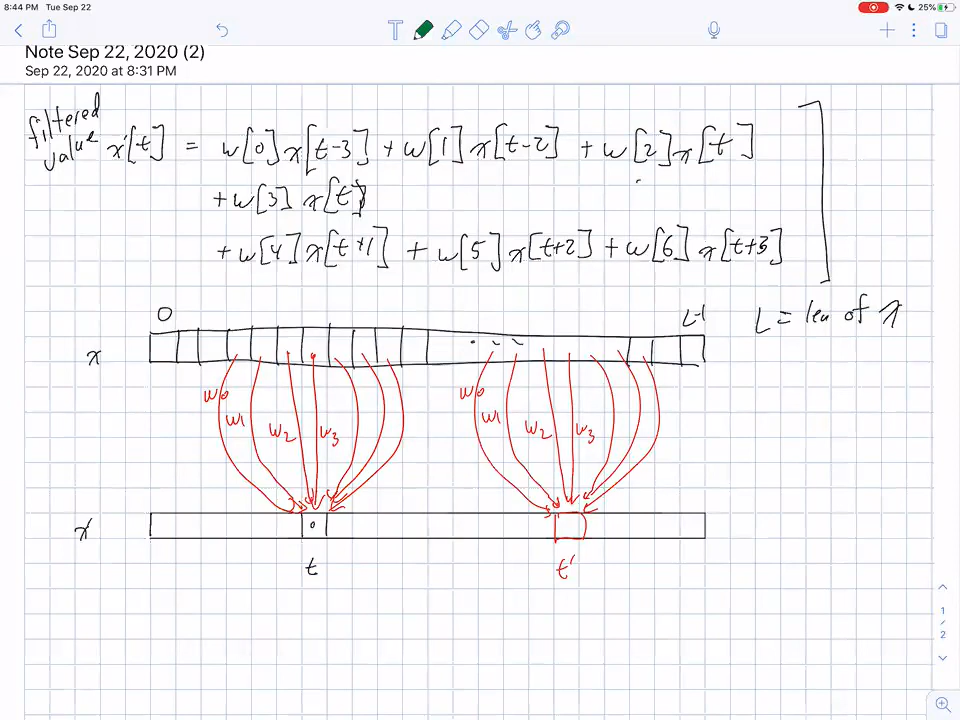 8:44 PM Tue Sep 22
25%
Note Sep 22, 2020 (2)
Sep 22, 2020 at 8:31 PM
filtered
value x'[t] = w[0]x[t-3] + w[1] x[t-2] + w[2]x[t]
+w[3] x[t]
+w[4]x[t+1] + w[5]x[t+2] + w[6] x[t+3]
0 L-1 L = len of x
x
w0 w0
w1 w1
w2 w3 w2 w3
x'
t t'
1
/
2